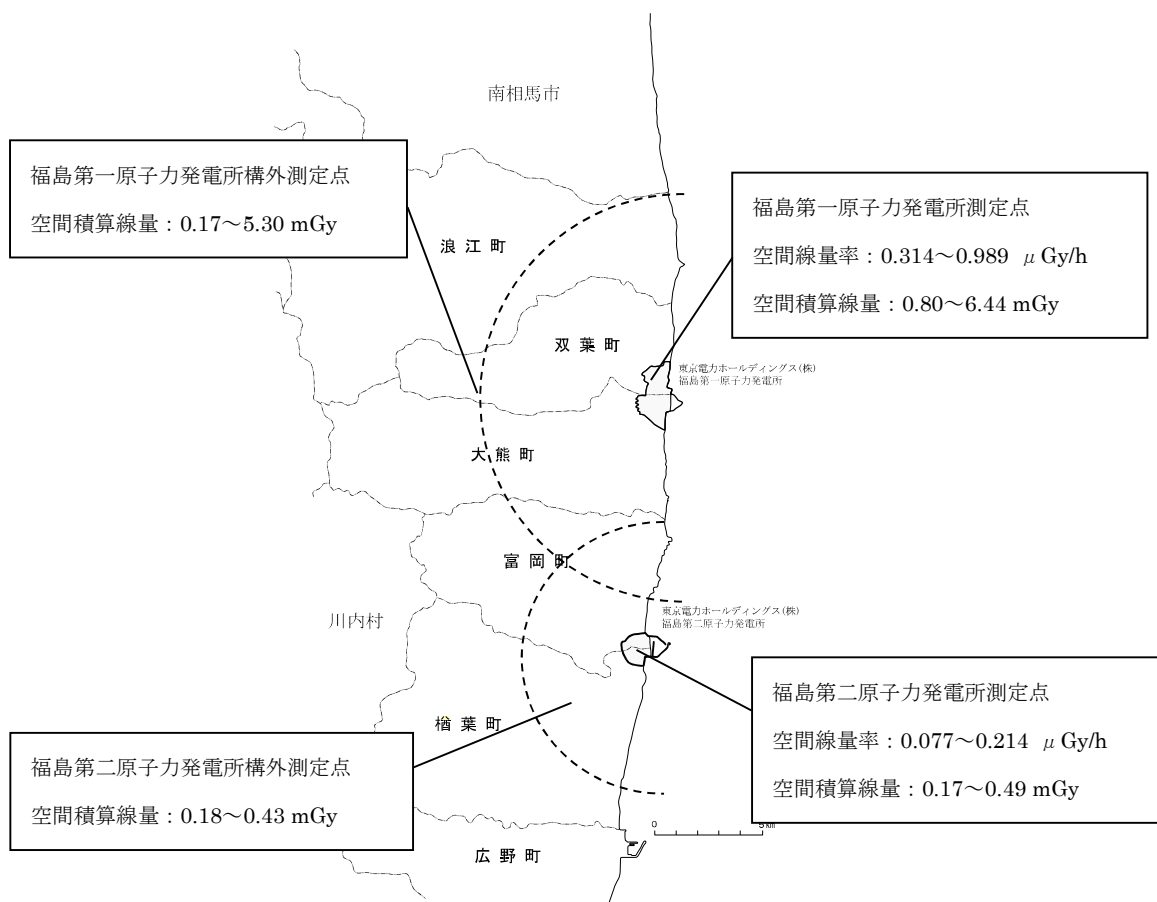 南相馬市
福島第一原子力発電所構外測定点
空間積算線量：0.17～5.30 mGy
福島第一原子力発電所測定点
空間線量率：0.314～0.989 μGy/h
空間積算線量：0.80～6.44 mGy
浪江町
双葉町
東京電力ホールディングス(株)
福島第一原子力発電所
大熊町
富岡町
川内村
東京電力ホールディングス(株)
福島第二原子力発電所
福島第二原子力発電所測定点
空間線量率：0.077～0.214 μGy/h
空間積算線量：0.17～0.49 mGy
楢葉町
福島第二原子力発電所構外測定点
空間積算線量：0.18～0.43 mGy
0 5km
広野町